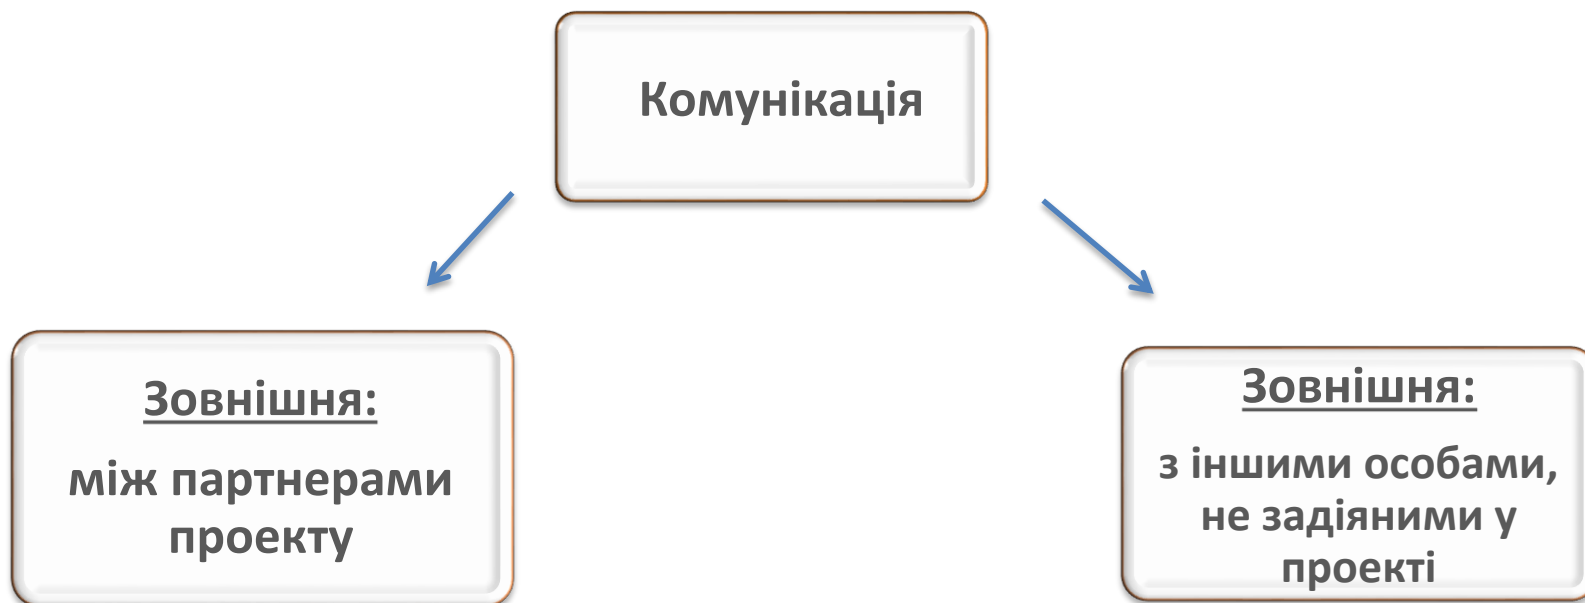 Комунікація
Зовнішня:
між партнерами
проекту
Зовнішня:
з іншими особами,
не задіяними у
проекті